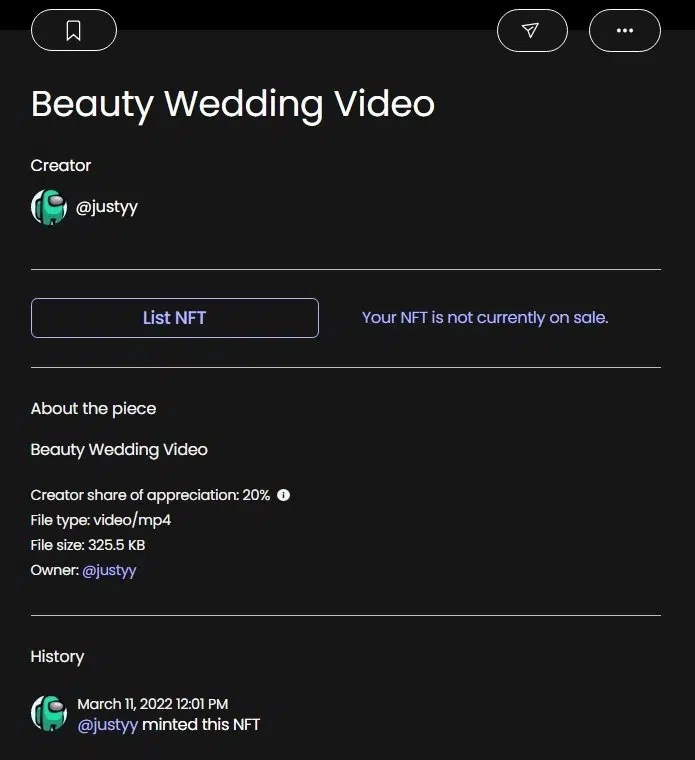 Beauty Wedding Video
Creator
@justyy
List NFT
Your NFT is not currently on sale.
About the piece
Beauty Wedding Video
Creator share of appreciation: 20%
File type: video/mp4
File size: 325.5 KB
Owner: @justyy
History
March 11, 2022 12:01 PM
@justyy minted this NFT